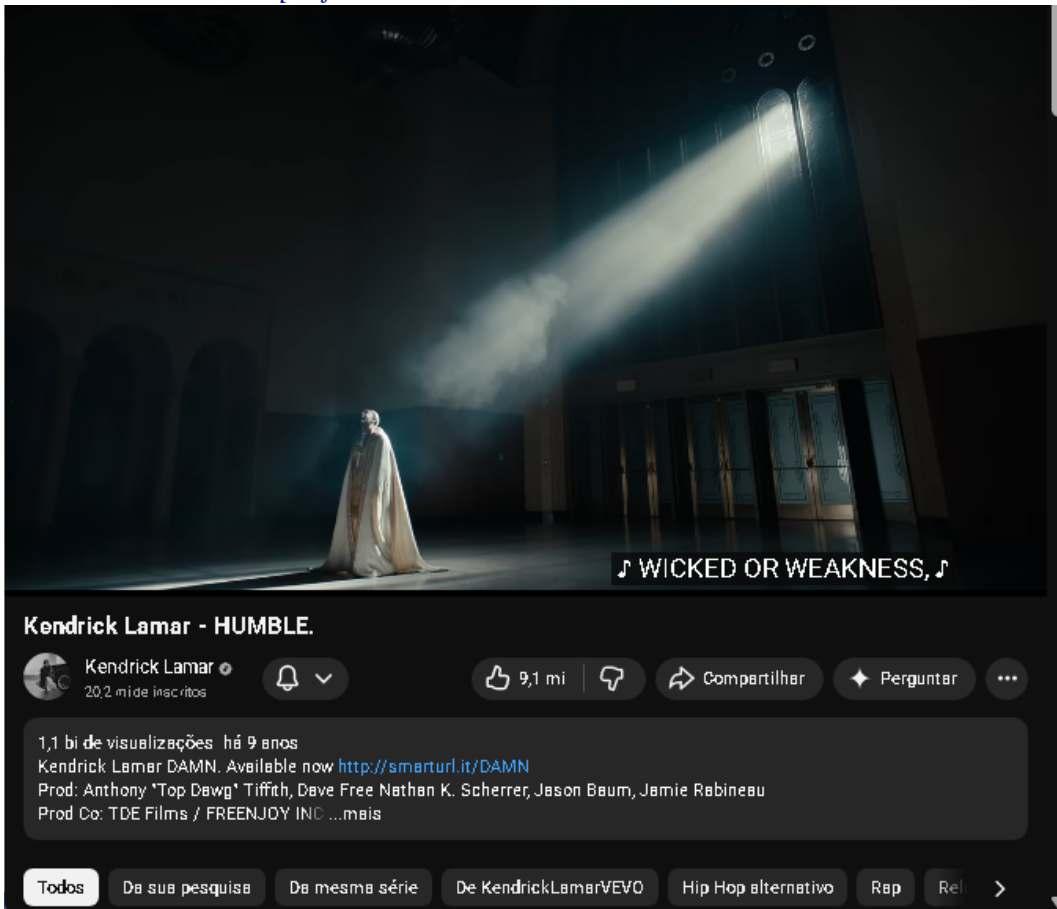 ♪ WICKED OR WEAKNESS, ♪
Kendrick Lamar - HUMBLE.
Kendrick Lamar
20,2 mi de inscritos
9,1 mi
Compartilhar
Perguntar
1,1 bi de visualizações há 9 anos
Kendrick Lamar DAMN. Available now http://smarturl.it/DAMN
Prod: Anthony "Top Dawg" Tiffith, Dave Free Nathan K. Scherrer, Jason Baum, Jamie Rabineau
Prod Co: TDE Films / FREENJOY INC ...mais
Todos Da sua pesquisa Da mesma série De KendrickLamarVEVO Hip Hop alternativo Rap Rel